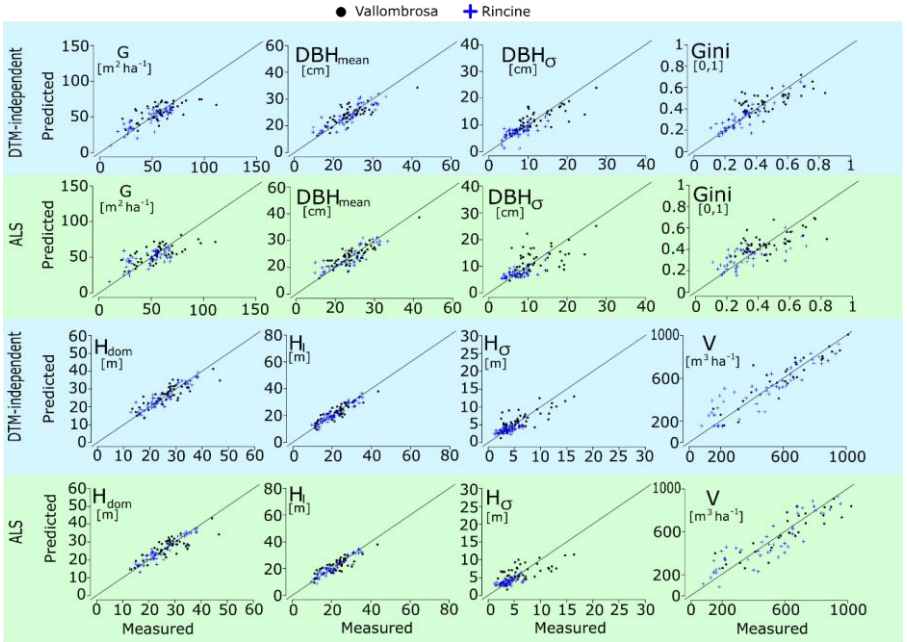 Vallombrosa Rincine
DTM-independent
Predicted
G
[m² ha⁻¹]
150
100
50
0
0 50 100 150
DBHmean
[cm]
60
40
20
0
0 20 40 60
DBHσ
[cm]
40
30
20
10
0
0 10 20 30 40
Gini
[0,1]
1
0.8
0.6
0.4
0.2
0 0.2 0.4 0.6 0.8 1
ALS
Predicted
G
[m² ha⁻¹]
150
100
50
0
0 50 100 150
DBHmean
[cm]
60
40
20
0
0 20 40 60
DBHσ
[cm]
40
30
20
10
0
0 10 20 30 40
Gini
[0,1]
1
0.8
0.6
0.4
0.2
0 0.2 0.4 0.6 0.8 1
DTM-independent
Predicted
Hdom
[m]
60
50
40
30
20
10
0
0 10 20 30 40 50 60
Hl
[m]
80
60
40
20
0
0 20 40 60 80
Hσ
[m]
30
25
20
15
10
5
0
0 5 10 15 20 25 30
V
[m³ ha⁻¹]
1000
600
200
0
0 200 600 1000
ALS
Predicted
Hdom
[m]
60
50
40
30
20
10
0
0 10 20 30 40 50 60
Measured
Hl
[m]
80
60
40
20
0
0 20 40 60 80
Measured
Hσ
[m]
30
25
20
15
10
5
0
0 5 10 15 20 25 30
Measured
V
[m³ ha⁻¹]
1000
600
200
0
0 200 600 1000
Measured